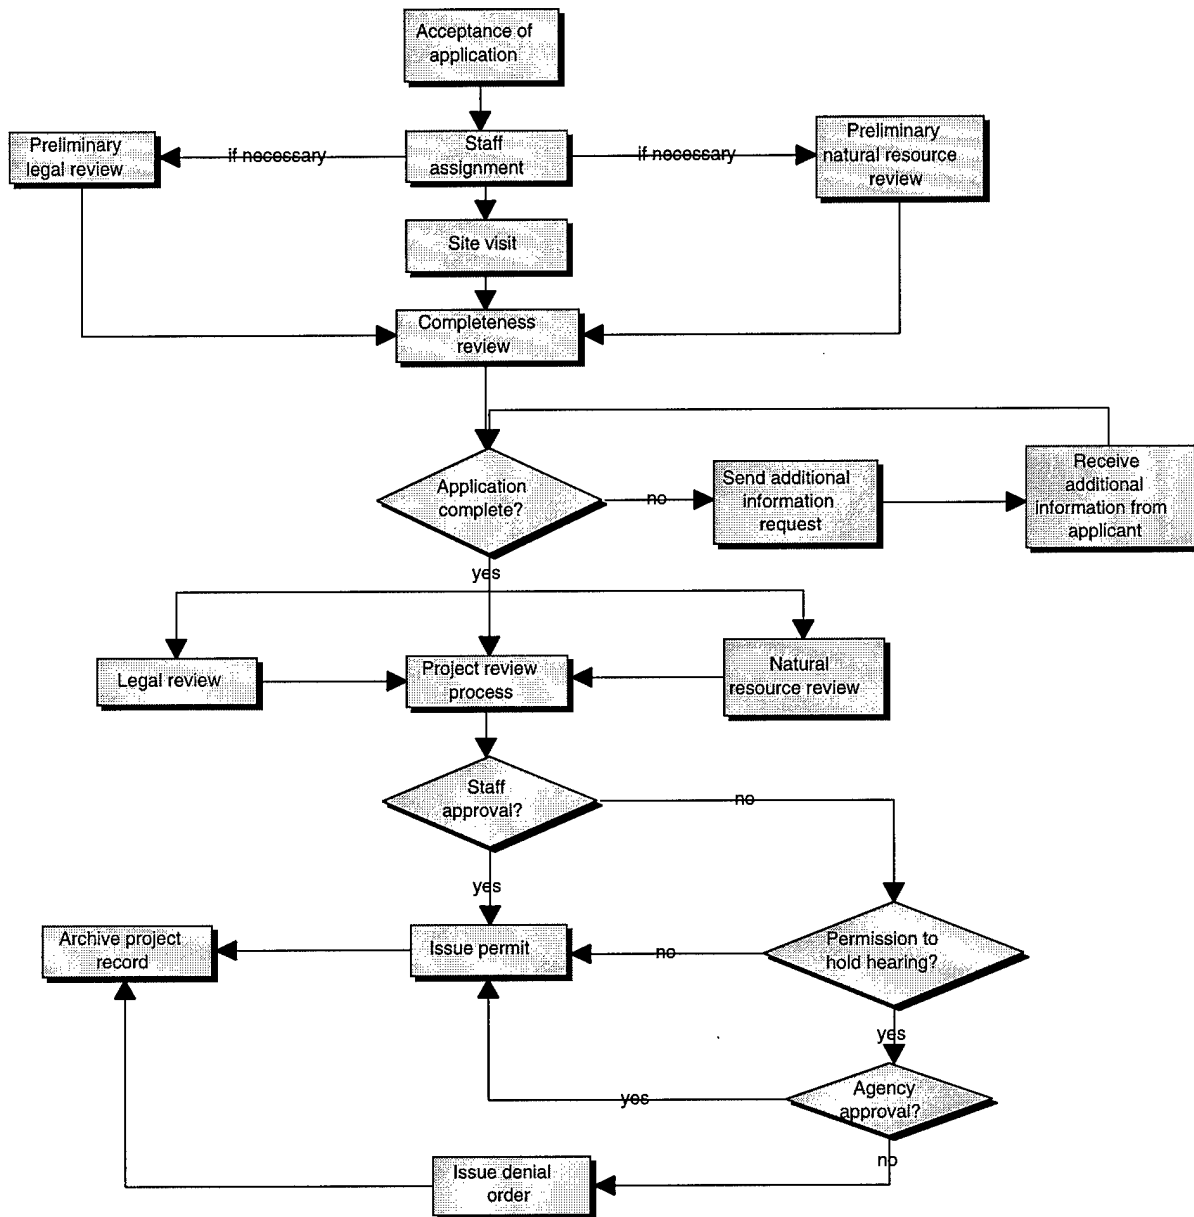 Acceptance of
application
Preliminary
legal review
if necessary
Staff
assignment
if necessary
Preliminary
natural resource
review
Site visit
Completeness
review
Application
complete?
no
Send additional
information
request
Receive
additional
information from
applicant
yes
Legal review
Project review
process
Natural
resource review
Staff
approval?
no
yes
Archive project
record
Issue permit
no
Permission to
hold hearing?
yes
Agency
approval?
yes
no
Issue denial
order